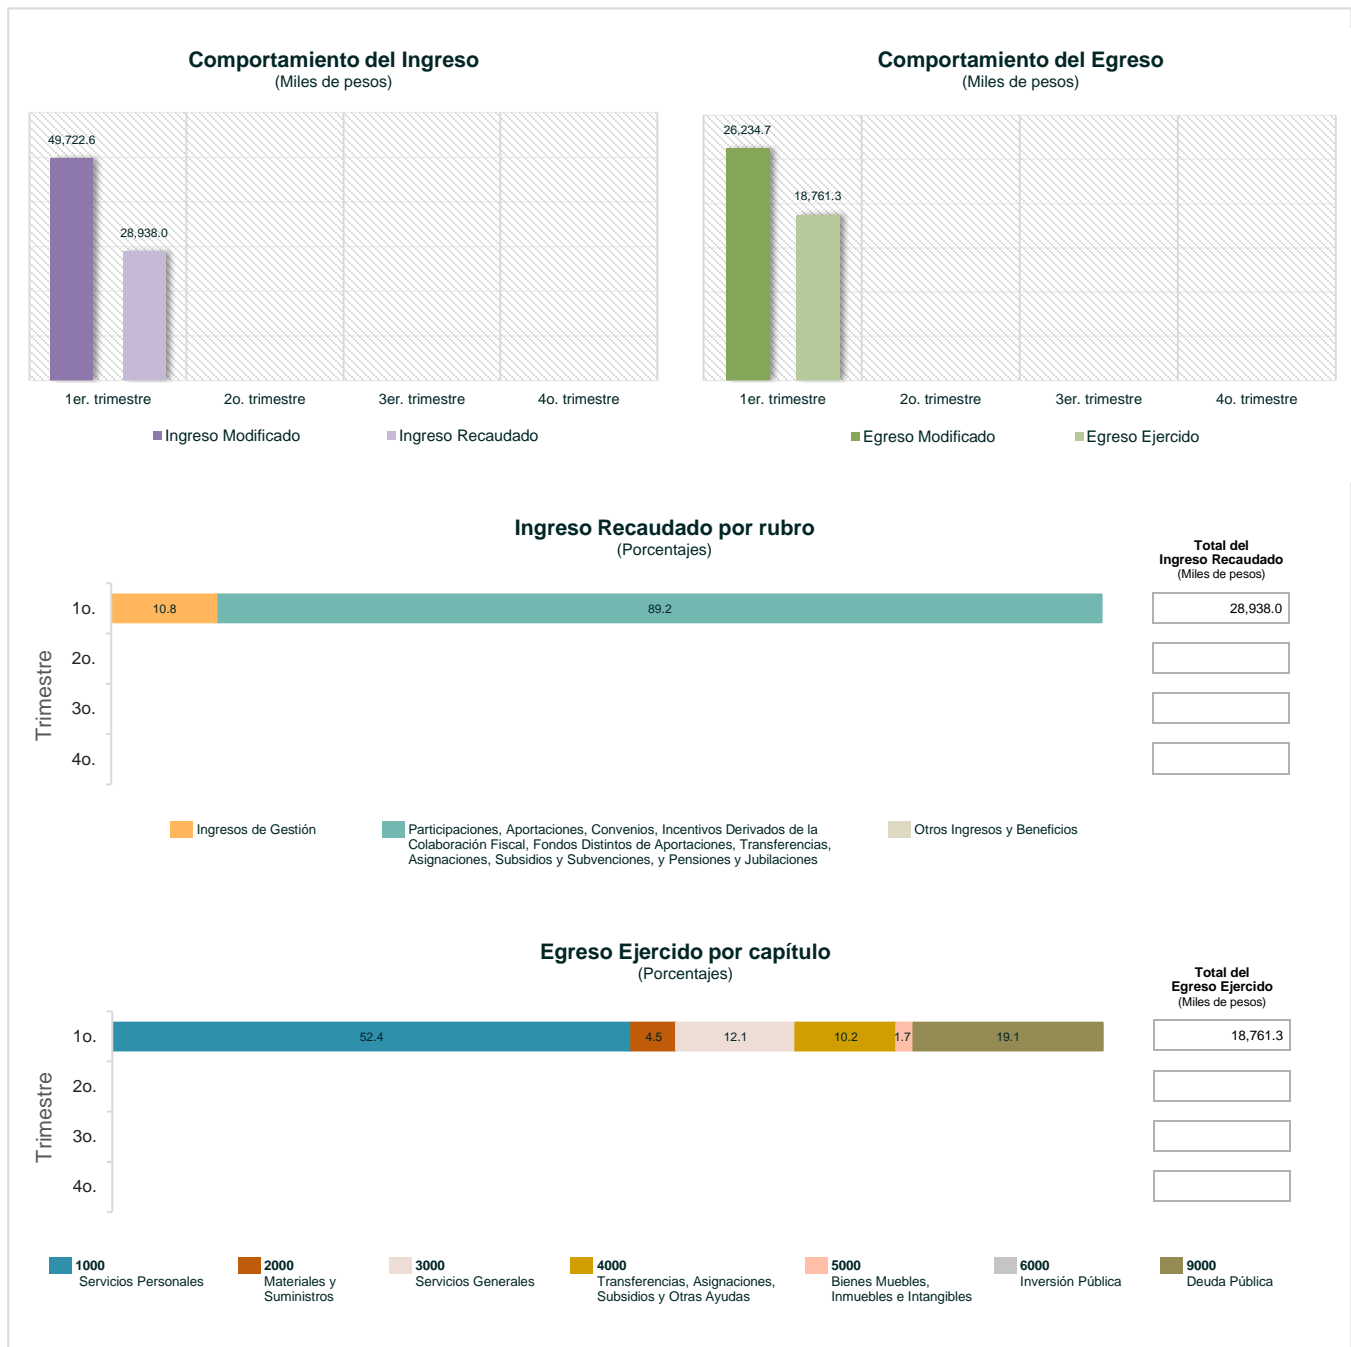 Comportamiento del Ingreso
(Miles de pesos)
49,722.6
28,938.0
1er. trimestre
2o. trimestre
3er. trimestre
4o. trimestre
Ingreso Modificado
Ingreso Recaudado
Comportamiento del Egreso
(Miles de pesos)
26,234.7
18,761.3
1er. trimestre
2o. trimestre
3er. trimestre
4o. trimestre
Egreso Modificado
Egreso Ejercido
Ingreso Recaudado por rubro
(Porcentajes)
Total del
Ingreso Recaudado
(Miles de pesos)
Trimestre
1o.
10.8
89.2
28,938.0
2o.
3o.
4o.
Ingresos de Gestión
Participaciones, Aportaciones, Convenios, Incentivos Derivados de la
Colaboración Fiscal, Fondos Distintos de Aportaciones, Transferencias,
Asignaciones, Subsidios y Subvenciones, y Pensiones y Jubilaciones
Otros Ingresos y Beneficios
Egreso Ejercido por capítulo
(Porcentajes)
Total del
Egreso Ejercido
(Miles de pesos)
Trimestre
1o.
52.4
4.5
12.1
10.2
1.7
19.1
18,761.3
2o.
3o.
4o.
1000
Servicios Personales
2000
Materiales y
Suministros
3000
Servicios Generales
4000
Transferencias, Asignaciones,
Subsidios y Otras Ayudas
5000
Bienes Muebles,
Inmuebles e Intangibles
6000
Inversión Pública
9000
Deuda Pública